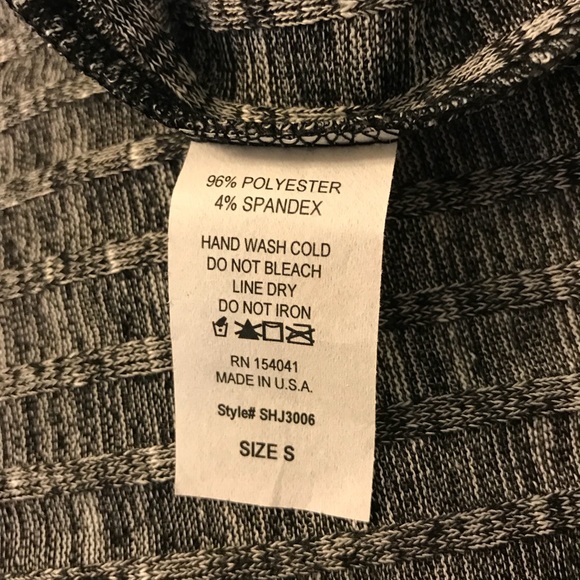 96% POLYESTER
4% SPANDEX
HAND WASH COLD
DO NOT BLEACH
LINE DRY
DO NOT IRON
RN 154041
MADE IN U.S.A.
Style# SHJ3006
SIZE S